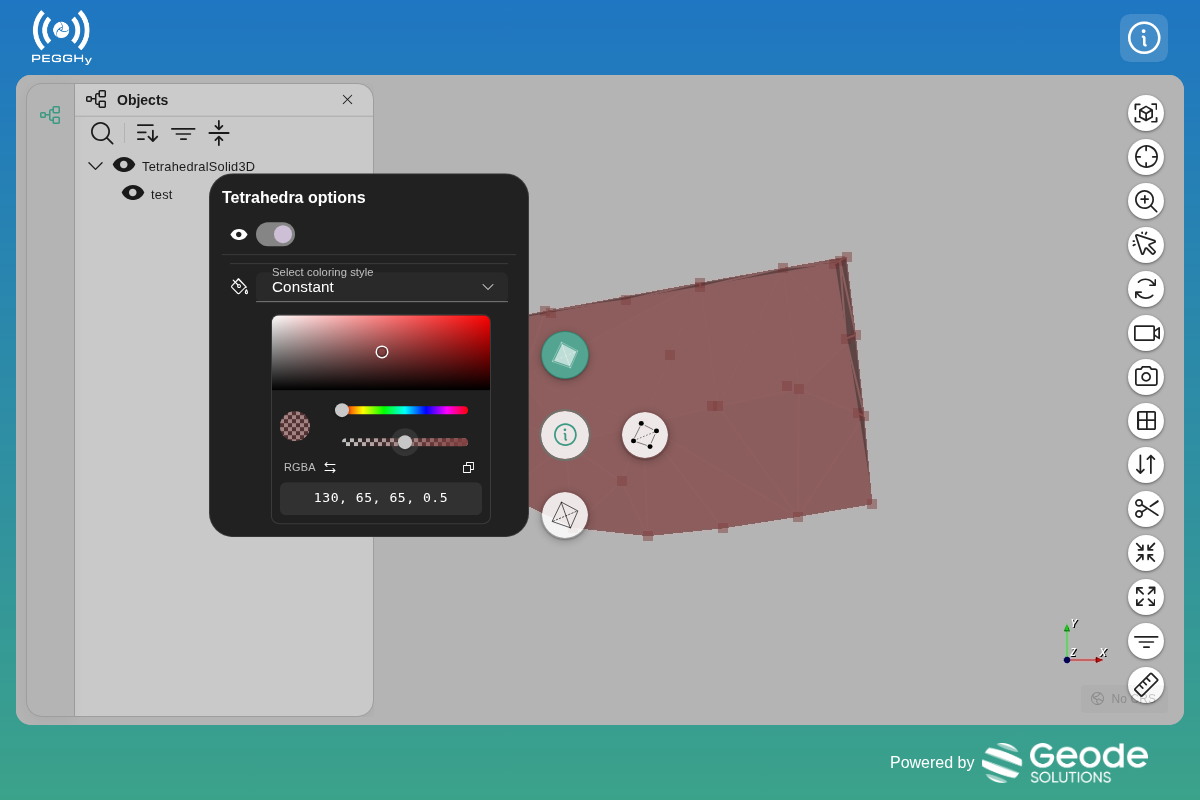 PEGGHy
Objects
TetrahedralSolid3D
test
Tetrahedra options
Select coloring style
Constant
RGBA
130, 65, 65, 0.5
Y
Z X
No CRS
Powered by Geode
SOLUTIONS